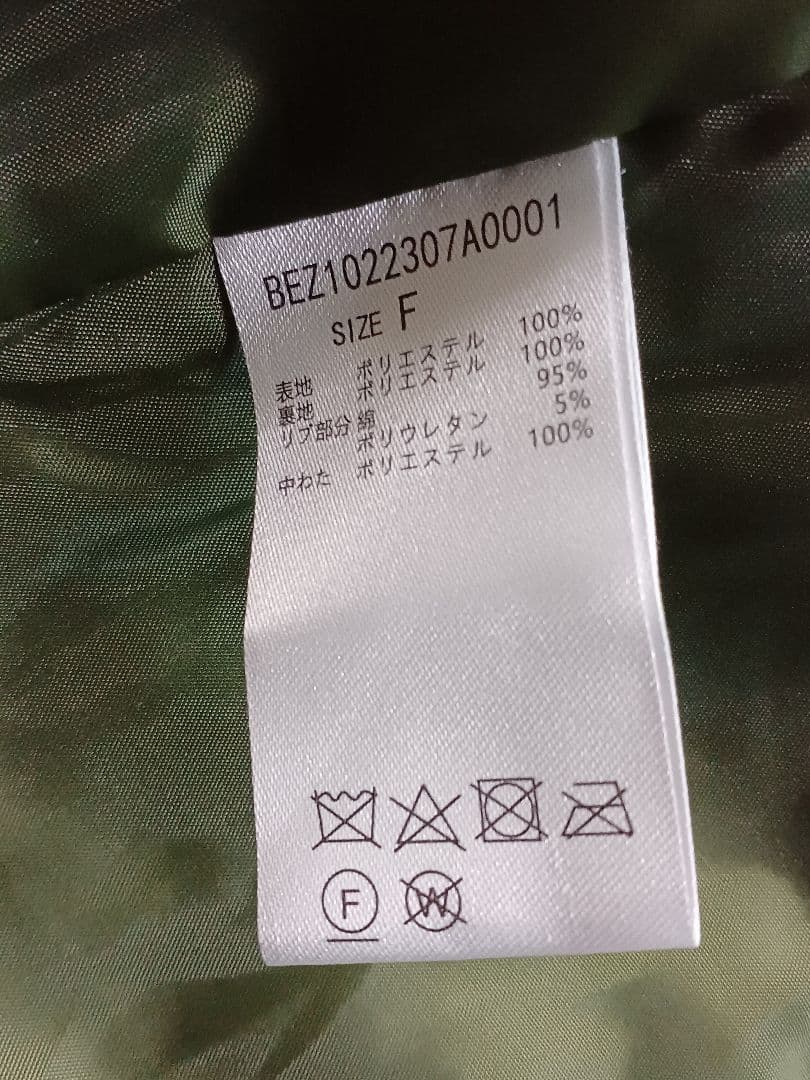 BEZ1022307A0001
SIZE F
表地 ポリエステル 100%
裏地 ポリエステル 100%
リブ部分 綿 95%
ポリウレタン 5%
中わた ポリエステル 100%
F W